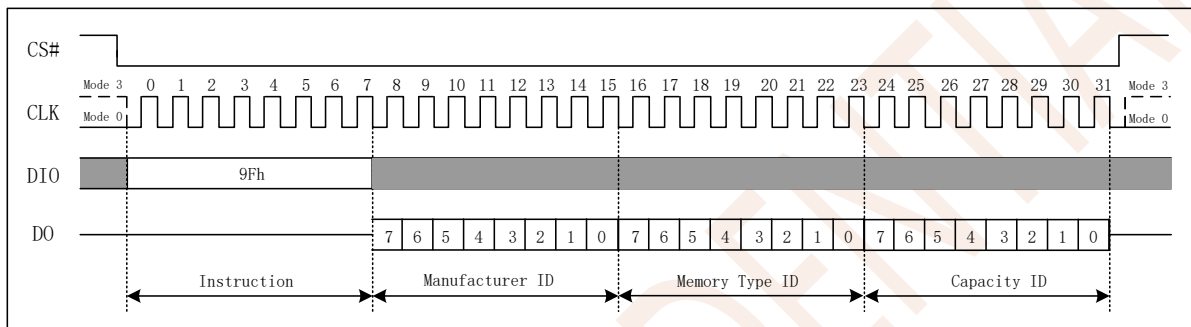 CS#
Mode 3 0 1 2 3 4 5 6 7 8 9 10 11 12 13 14 15 16 17 18 19 20 21 22 23 24 25 26 27 28 29 30 31 Mode 3
CLK
Mode 0 Mode 0
DIO 9Fh
DO 7 6 5 4 3 2 1 0 7 6 5 4 3 2 1 0 7 6 5 4 3 2 1 0
Instruction Manufacturer ID Memory Type ID Capacity ID